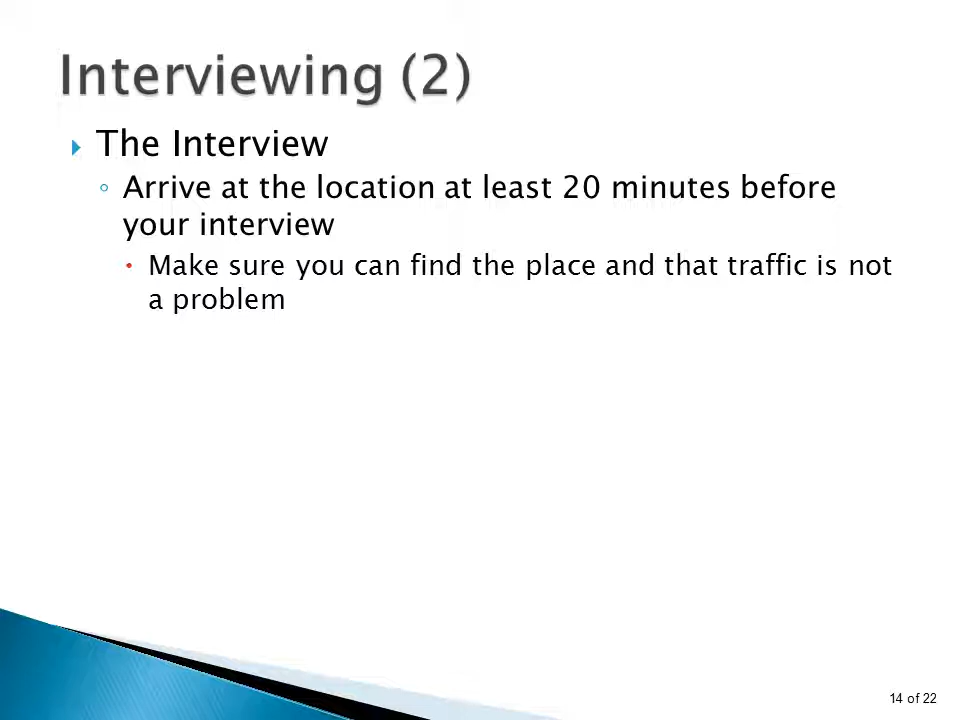 Interviewing (2)
The Interview
Arrive at the location at least 20 minutes before
your interview
Make sure you can find the place and that traffic is not
a problem
14 of 22